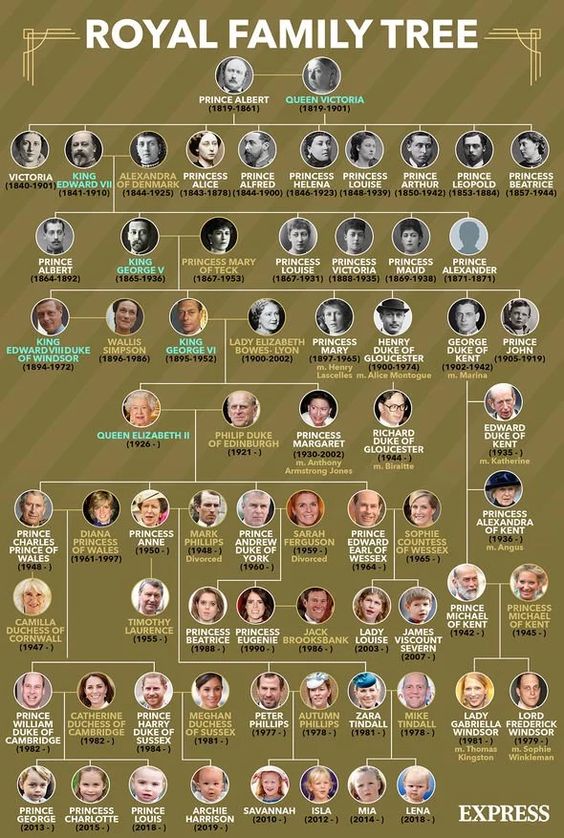 ROYAL FAMILY TREE
PRINCE ALBERT
(1819-1861)
QUEEN VICTORIA
(1819-1901)
VICTORIA
(1840-1901)
KING
EDWARD VII
(1841-1910)
ALEXANDRA
OF DENMARK
(1844-1925)
PRINCESS
ALICE
(1843-1878)
PRINCE
ALFRED
(1844-1900)
PRINCESS
HELENA
(1846-1923)
PRINCESS
LOUISE
(1848-1939)
PRINCE
ARTHUR
(1850-1942)
PRINCE
LEOPOLD
(1853-1884)
PRINCESS
BEATRICE
(1857-1944)
PRINCE
ALBERT
(1864-1892)
KING
GEORGE V
(1865-1936)
PRINCESS MARY
OF TECK
(1867-1953)
PRINCESS
LOUISE
(1867-1931)
PRINCESS
VICTORIA
(1888-1935)
PRINCESS
MAUD
(1869-1938)
PRINCE
ALEXANDER
(1871-1871)
KING
EDWARD VIII DUKE
OF WINDSOR
(1894-1972)
WALLIS
SIMPSON
(1896-1986)
KING
GEORGE VI
(1895-1952)
LADY ELIZABETH
BOWES- LYON
(1900-2002)
PRINCESS
MARY
(1897-1965)
m. Henry
Lascelles
HENRY
DUKE OF
GLOUCESTER
(1900-1974)
m. Alice Montogue
GEORGE
DUKE OF
KENT
(1902-1942)
m. Marina
PRINCE
JOHN
(1905-1919)
QUEEN ELIZABETH II
(1926 - )
PHILIP DUKE
OF EDINBURGH
(1921 - )
PRINCESS
MARGARET
(1930-2002)
m. Anthony
Armstrong Jones
RICHARD
DUKE OF
GLOUCESTER
(1944 - )
m. Biraitte
EDWARD
DUKE OF
KENT
(1935 - )
m. Katherine
PRINCESS
ALEXANDRA
OF KENT
(1936 - )
m. Angus
PRINCE
CHARLES
PRINCE OF
WALES
(1948 - )
DIANA
PRINCESS
OF WALES
(1961-1997)
PRINCESS
ANNE
(1950 - )
MARK
PHILLIPS
(1948 - )
Divorced
PRINCE
ANDREW
DUKE OF
YORK
(1960 - )
SARAH
FERGUSON
(1959 - )
Divorced
PRINCE
EDWARD
EARL OF
WESSEX
(1964 - )
SOPHIE
COUNTESS
OF WESSEX
(1965 - )
CAMILLA
DUCHESS OF
CORNWALL
(1947 - )
TIMOTHY
LAURENCE
(1955 - )
PRINCESS
BEATRICE
(1988 - )
PRINCESS
EUGENIE
(1990 - )
JACK
BROOKSBANK
(1986 - )
LADY
LOUISE
(2003 - )
JAMES
VISCOUNT
SEVERN
(2007 - )
PRINCE
MICHAEL
OF KENT
(1942 - )
PRINCESS
MICHAEL
OF KENT
(1945 - )
PRINCE
WILLIAM
DUKE OF
CAMBRIDGE
(1982 - )
CATHERINE
DUCHESS OF
CAMBRIDGE
(1982 - )
PRINCE
HARRY
DUKE OF
SUSSEX
(1984 - )
MEGHAN
DUCHESS
OF SUSSEX
(1981 - )
PETER
PHILLIPS
(1977 - )
AUTUMN
PHILLIPS
(1978 - )
ZARA
TINDALL
(1981 - )
MIKE
TINDALL
(1978 - )
LADY
GABRIELLA
WINDSOR
(1981 - )
m. Thomas
Kingston
LORD
FREDERICK
WINDSOR
(1979 - )
m. Sophie
Winkleman
PRINCE
GEORGE
(2013 - )
PRINCESS
CHARLOTTE
(2015 - )
PRINCE
LOUIS
(2018 - )
ARCHIE
HARRISON
(2019 - )
SAVANNAH
(2010 - )
ISLA
(2012 - )
MIA
(2014 - )
LENA
(2018 - )
EXPRESS